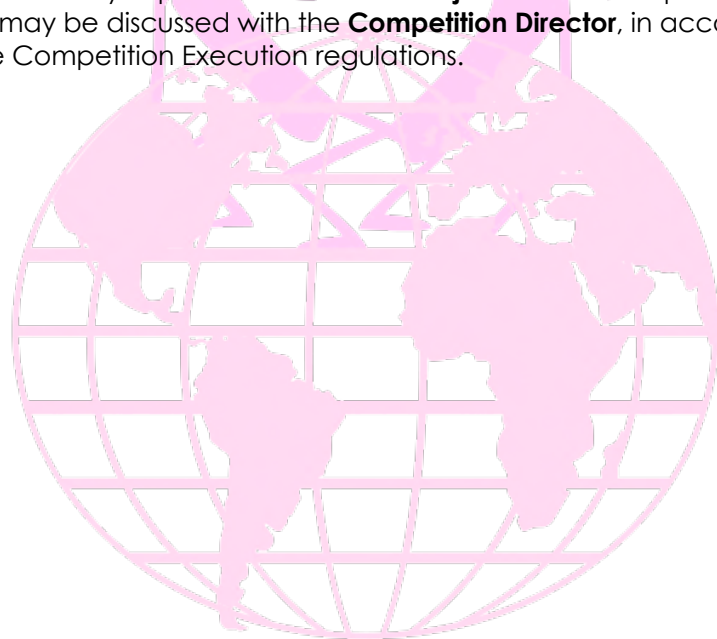 may be discussed with the Competition Director, in acco
e Competition Execution regulations.